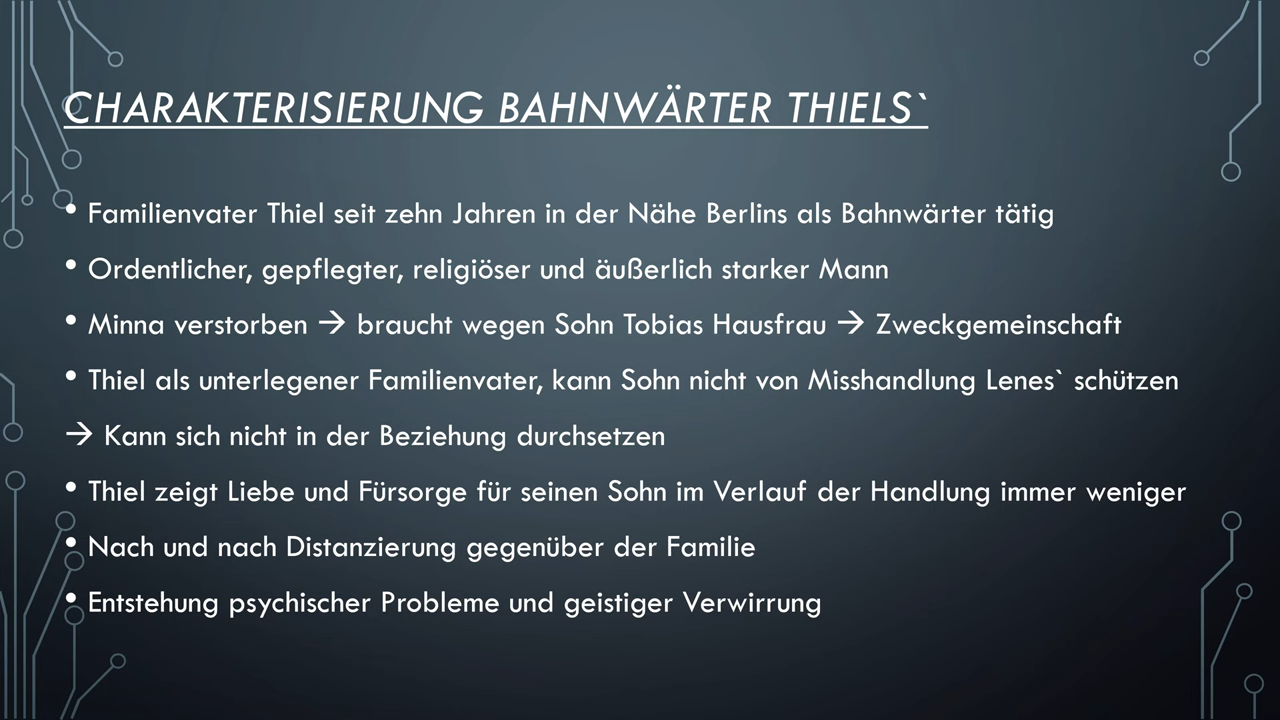 CHARAKTERISIERUNG BAHNWÄRTER THIELS`
• Familienvater Thiel seit zehn Jahren in der Nähe Berlins als Bahnwärter tätig
• Ordentlicher, gepflegter, religiöser und äußerlich starker Mann
• Minna verstorben → braucht wegen Sohn Tobias Hausfrau → Zweckgemeinschaft
• Thiel als unterlegener Familienvater, kann Sohn nicht von Misshandlung Lenes` schützen
→ Kann sich nicht in der Beziehung durchsetzen
• Thiel zeigt Liebe und Fürsorge für seinen Sohn im Verlauf der Handlung immer weniger
• Nach und nach Distanzierung gegenüber der Familie
• Entstehung psychischer Probleme und geistiger Verwirrung